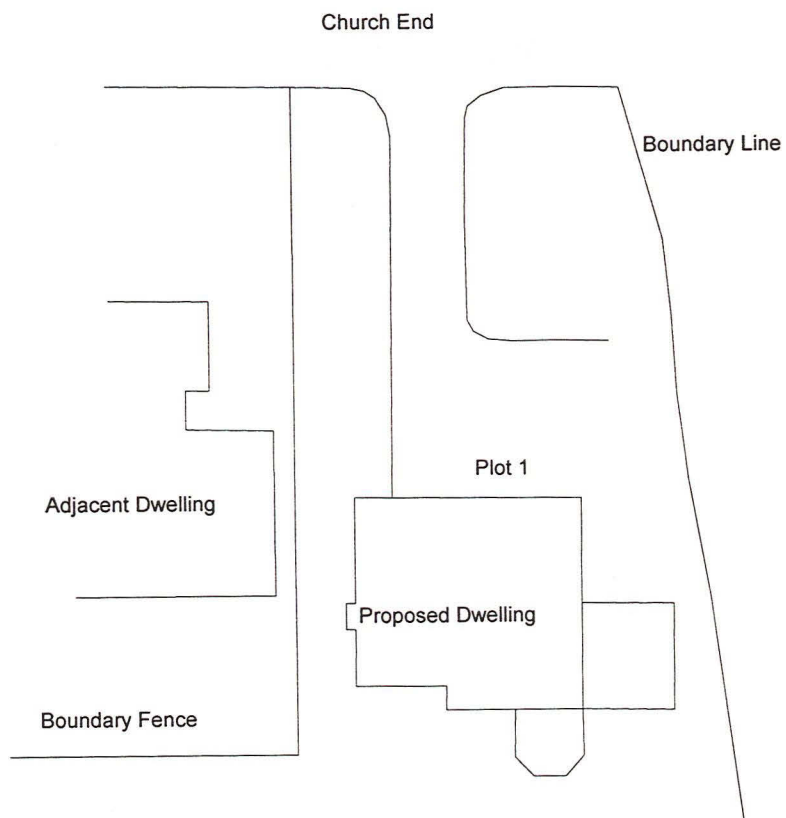 Church End
Boundary Line
Plot 1
Adjacent Dwelling
Proposed Dwelling
Boundary Fence